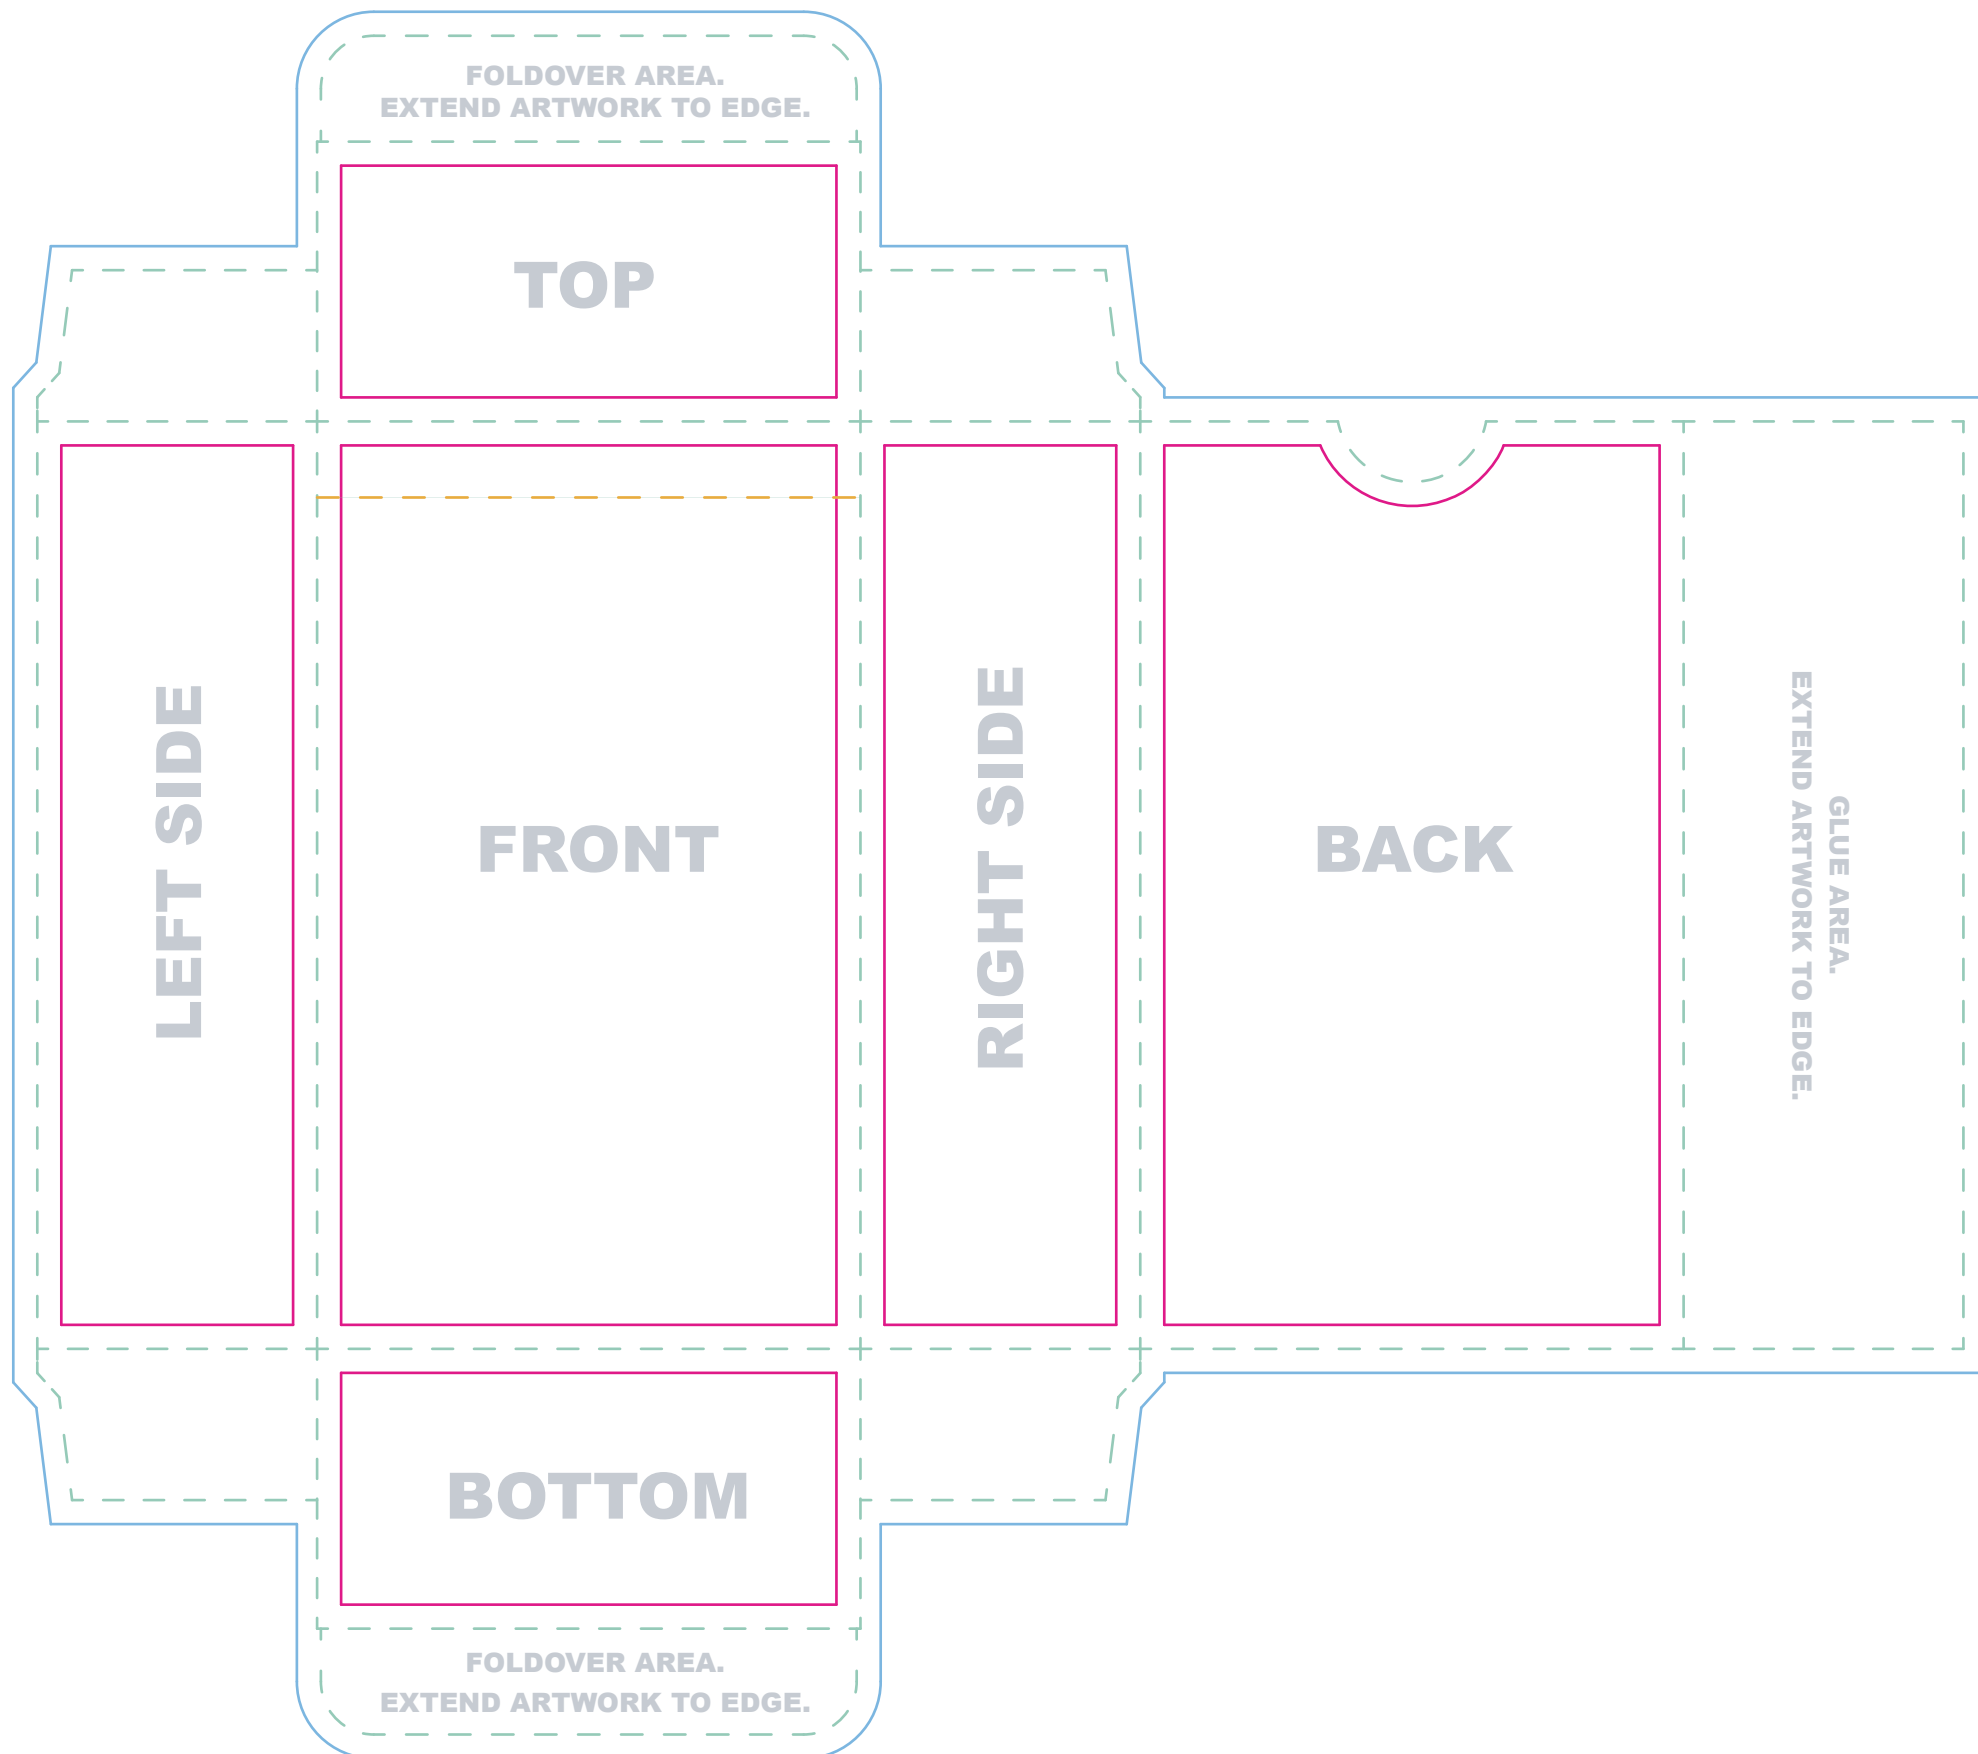 FOLDOVER AREA.
EXTEND ARTWORK TO EDGE.
TOP
LEFT SIDE
FRONT
RIGHT SIDE
BACK
GLUE AREA.
EXTEND ARTWORK TO EDGE.
BOTTOM
FOLDOVER AREA.
EXTEND ARTWORK TO EDGE.